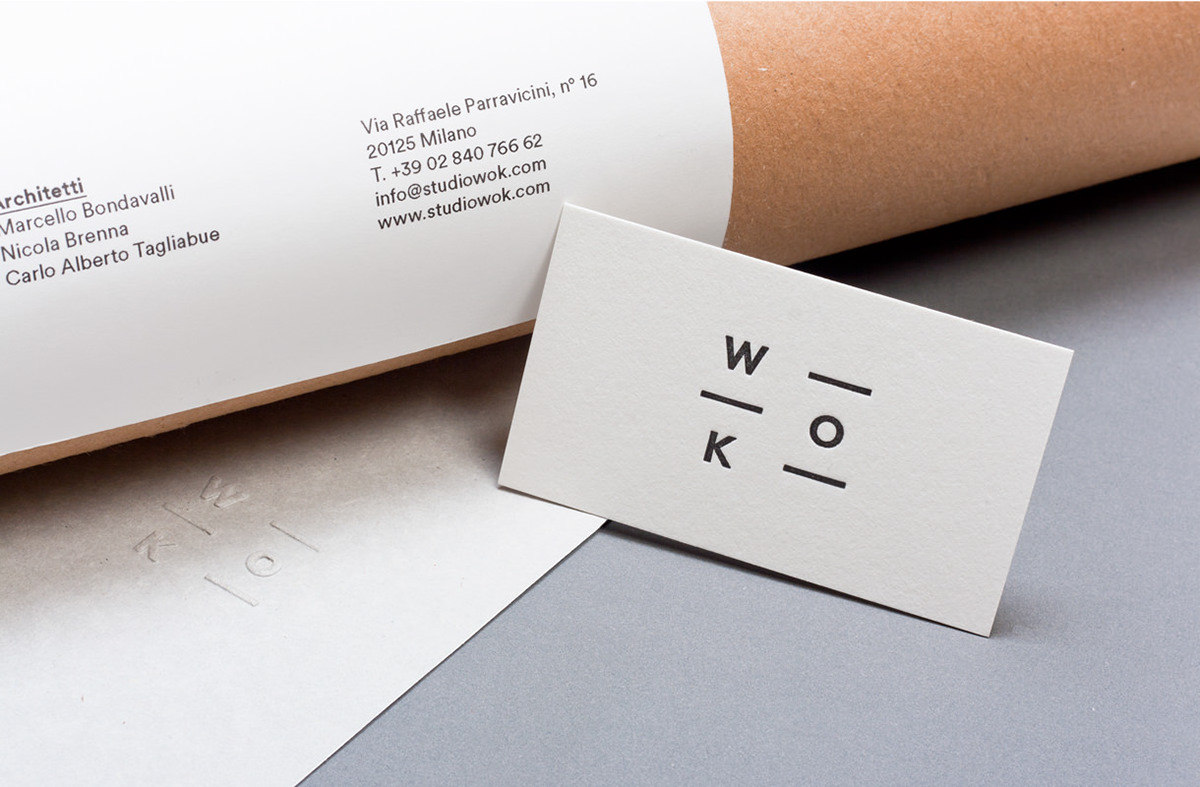 Architetti
Marcello Bondavalli
Nicola Brenna
Carlo Alberto Tagliabue
Via Raffaele Parravicini, n° 16
20125 Milano
T. +39 02 840 766 62
info@studiowok.com
www.studiowok.com
W
O
K
W
K
O